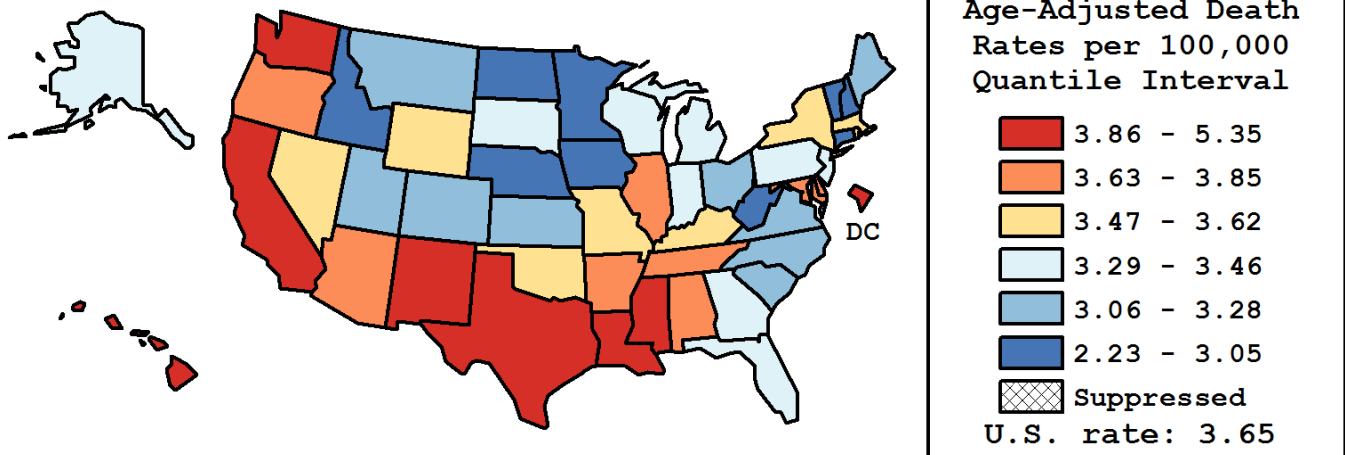 Age-Adjusted Death
Rates per 100,000
Quantile Interval
3.86 - 5.35
3.63 - 3.85
3.47 - 3.62
3.29 - 3.46
3.06 - 3.28
2.23 - 3.05
Suppressed
U.S. rate: 3.65
DC